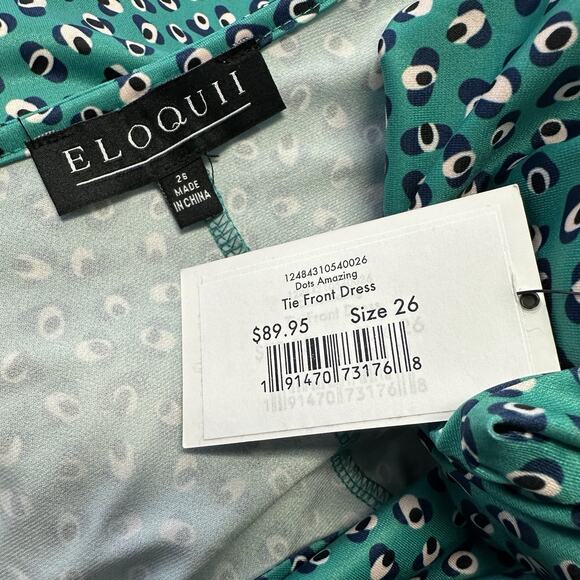 ELOQUII
26
MADE
IN CHINA
12484310540026
Dots Amazing
Tie Front Dress
$89.95 Size 26
1 91470 73176 8